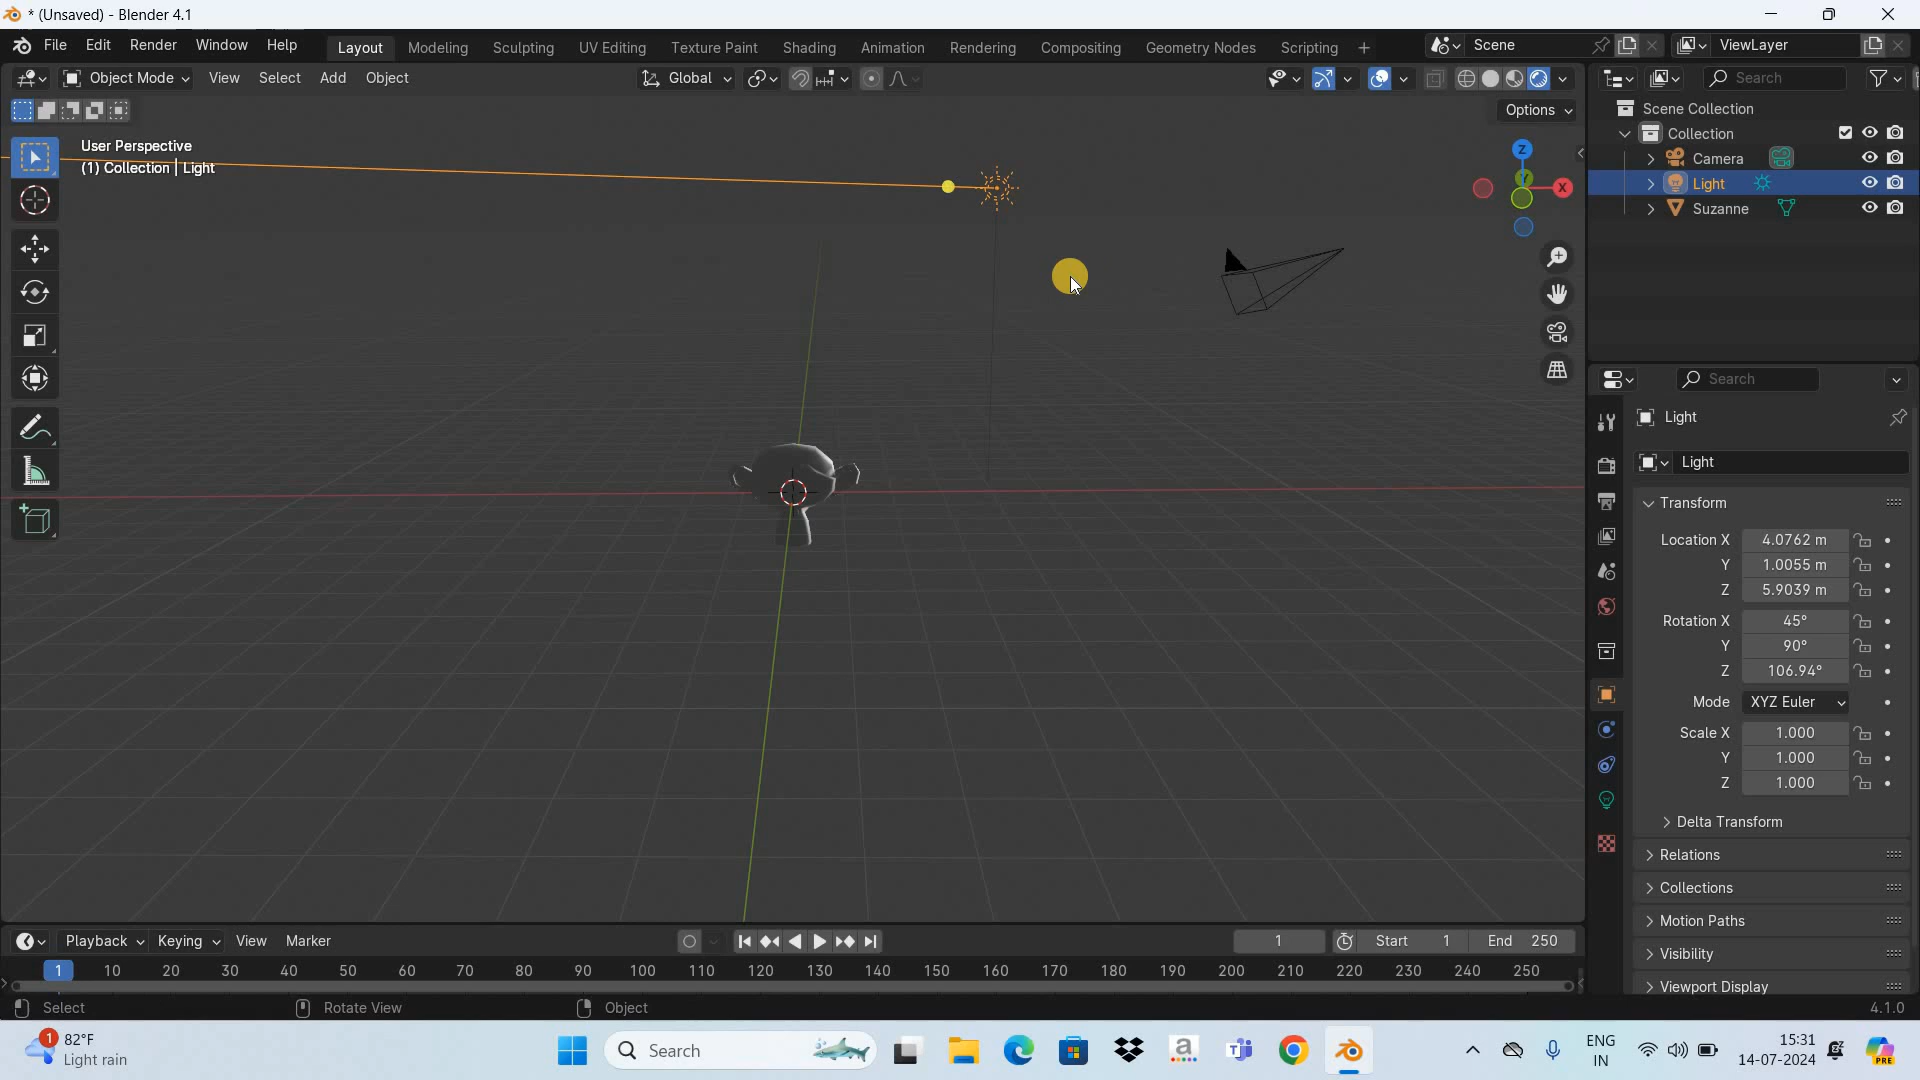 * (Unsaved) - Blender 4.1
File Edit Render Window Help Layout Modeling Sculpting UV Editing Texture Paint Shading Animation Rendering Compositing Geometry Nodes Scripting + Scene ViewLayer
Object Mode View Select Add Object Global Search
Options
User Perspective
(1) Collection | Light
Z
Y
X
Scene Collection
Collection
Camera
Light
Suzanne
Search
Light
Light
Transform
Location X 4.0762 m
Y 1.0055 m
Z 5.9039 m
Rotation X 45°
Y 90°
Z 106.94°
Mode XYZ Euler
Scale X 1.000
Y 1.000
Z 1.000
Delta Transform
Relations
Collections
Motion Paths
Visibility
Viewport Display
Playback Keying View Marker 1 Start 1 End 250
1 10 20 30 40 50 60 70 80 90 100 110 120 130 140 150 160 170 180 190 200 210 220 230 240 250
Select Rotate View Object 4.1.0
1 82°F
Light rain
Search
a
T
PRE
ENG
IN
15:31
14-07-2024